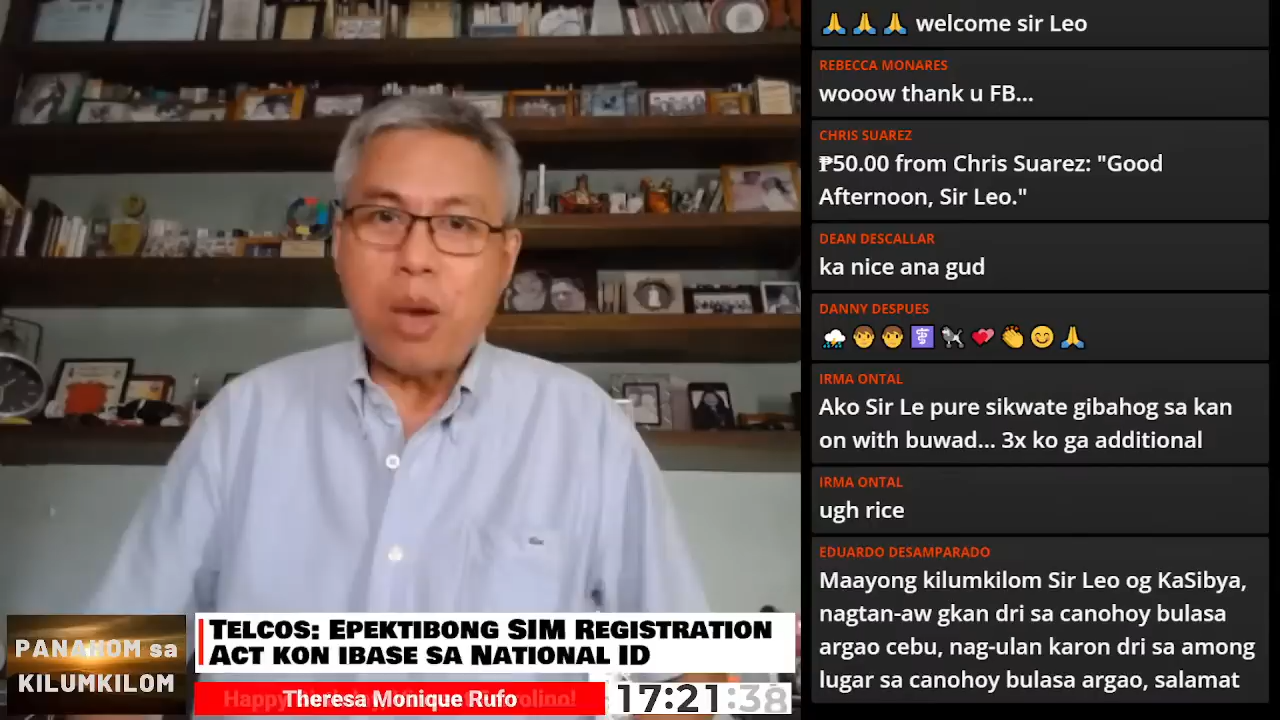 🙏 🙏 🙏 welcome sir Leo
REBECCA MONARES
wooow thank u FB...
CHRIS SUAREZ
₱50.00 from Chris Suarez: "Good
Afternoon, Sir Leo."
DEAN DESCALLAR
ka nice ana gud
DANNY DESPUES
⛈️👦👨⚕️🐕‍🦺💕👏😊🙏
IRMA ONTAL
Ako Sir Le pure sikwate gibahog sa kan
on with buwad... 3x ko ga additional
IRMA ONTAL
ugh rice
EDUARDO DESAMPARADO
Maayong kilumkilom Sir Leo og KaSibya,
nagtan-aw gkan dri sa canohoy bulasa
argao cebu, nag-ulan karon dri sa among
lugar sa canohoy bulasa argao, salamat
PANAHOM sa
KILUMKILOM
TELCOS: EPEKTIBONG SIM REGISTRATION
ACT KON IBASE SA NATIONAL ID
Theresa Monique Rufo
17:21:38